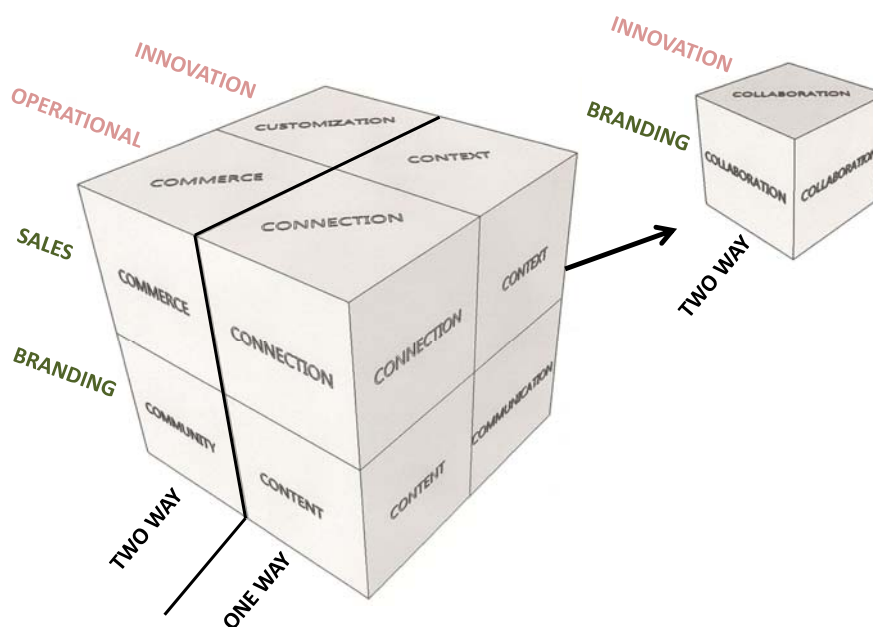 INNOVATION
OPERATIONAL
SALES
BRANDING
CUSTOMIZATION
COMMERCE
CONTEXT
CONNECTION
COMMERCE
CONNECTION
CONNECTION
CONTEXT
COMMUNITY
CONTENT
CONTENT
COMMUNICATION
TWO WAY
ONE WAY
INNOVATION
BRANDING
COLLABORATION
COLLABORATION
COLLABORATION
TWO WAY